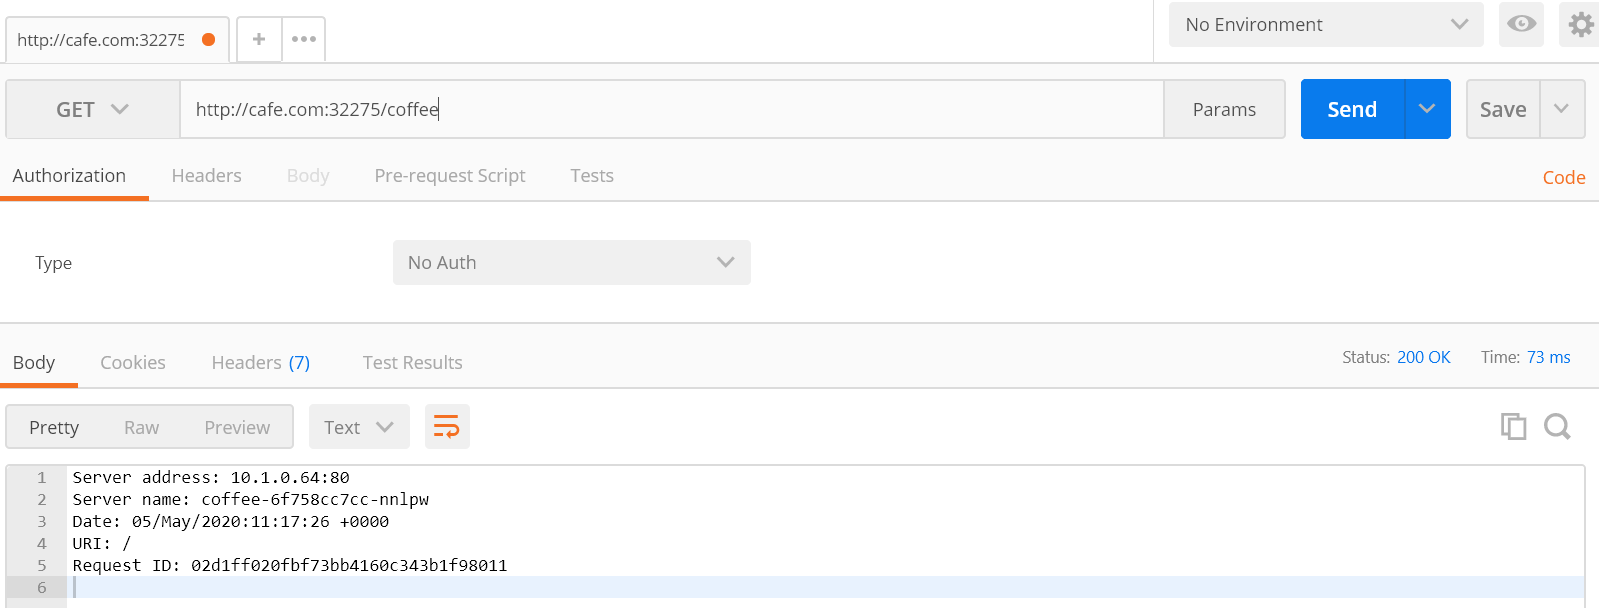 http://cafe.com:32275
+ •••
No Environment
GET http://cafe.com:32275/coffee Params Send Save
Authorization Headers Body Pre-request Script Tests Code
Type No Auth
Body Cookies Headers (7) Test Results Status: 200 OK Time: 73 ms
Pretty Raw Preview Text
1 Server address: 10.1.0.64:80
2 Server name: coffee-6f758cc7cc-nnlpw
3 Date: 05/May/2020:11:17:26 +0000
4 URI: /
5 Request ID: 02d1ff020fbf73bb4160c343b1f98011
6